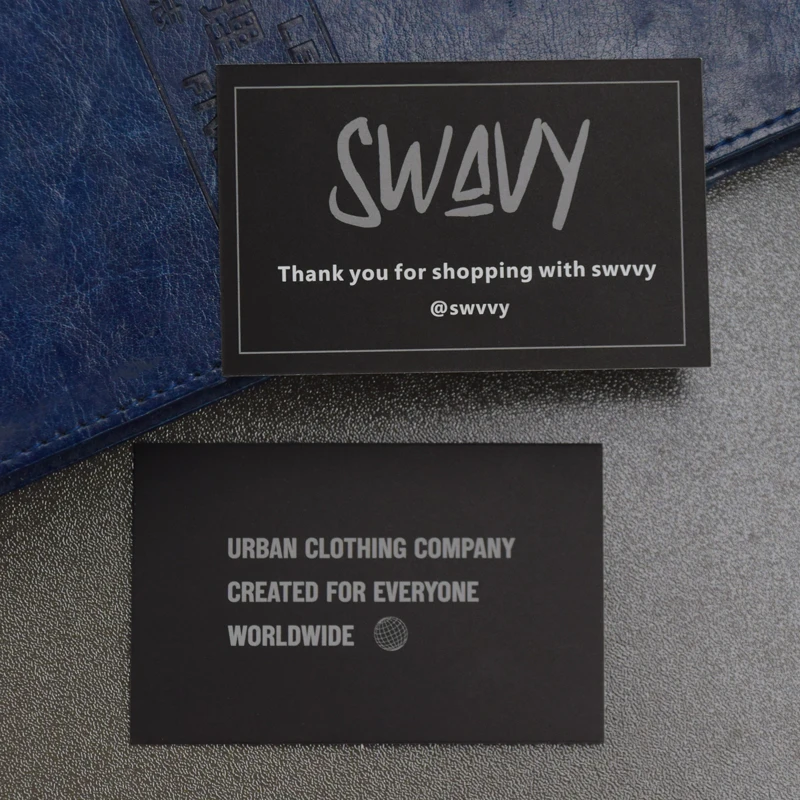 SWAVY
Thank you for shopping with swvvy
@swvvy
URBAN CLOTHING COMPANY
CREATED FOR EVERYONE
WORLDWIDE